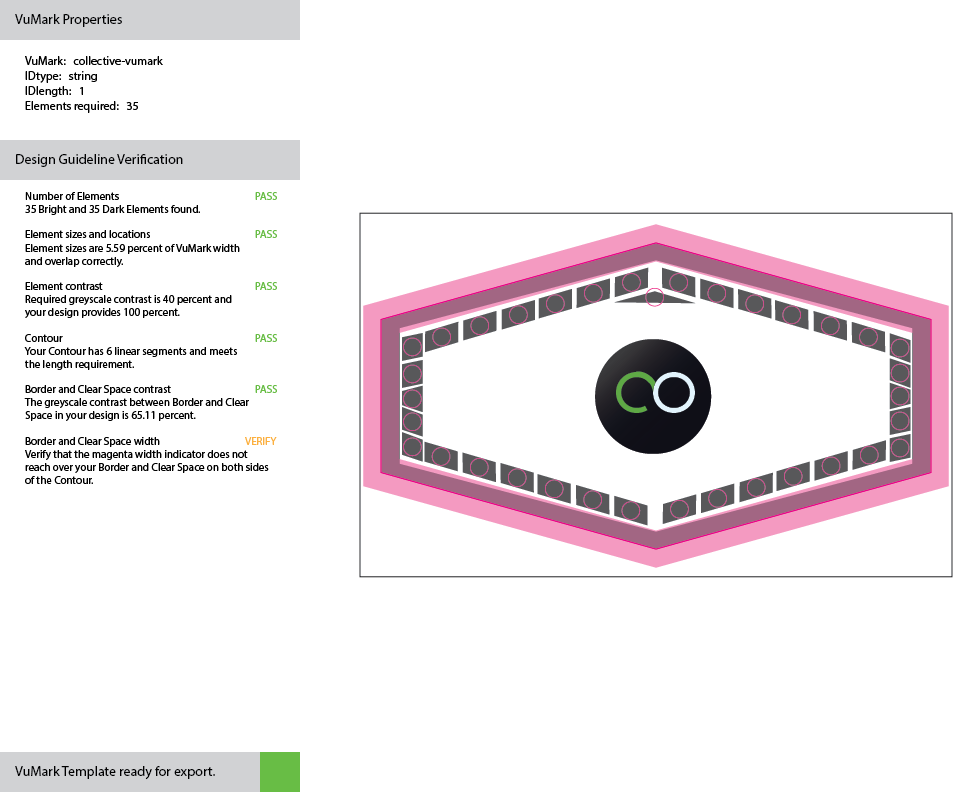 VuMark Properties
VuMark: collective-vumark
IDtype: string
IDlength: 1
Elements required: 35
Design Guideline Verification
Number of Elements PASS
35 Bright and 35 Dark Elements found.
Element sizes and locations PASS
Element sizes are 5.59 percent of VuMark width
and overlap correctly.
Element contrast PASS
Required greyscale contrast is 40 percent and
your design provides 100 percent.
Contour PASS
Your Contour has 6 linear segments and meets
the length requirement.
Border and Clear Space contrast PASS
The greyscale contrast between Border and Clear
Space in your design is 65.11 percent.
Border and Clear Space width VERIFY
Verify that the magenta width indicator does not
reach over your Border and Clear Space on both sides
of the Contour.
VuMark Template ready for export.